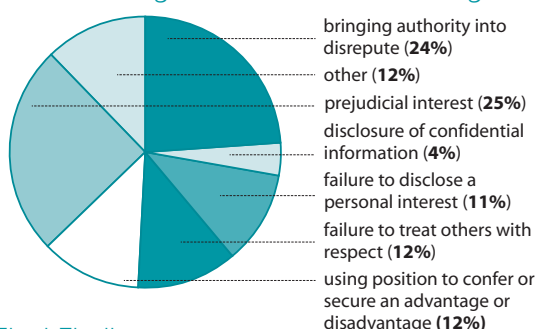 bringing authority into
disrepute (24%)
other (12%)
prejudicial interest (25%)
disclosure of confidential
information (4%)
failure to disclose a
personal interest (11%)
failure to treat others with
respect (12%)
using position to confer or
secure an advantage or
disadvantage (12%)